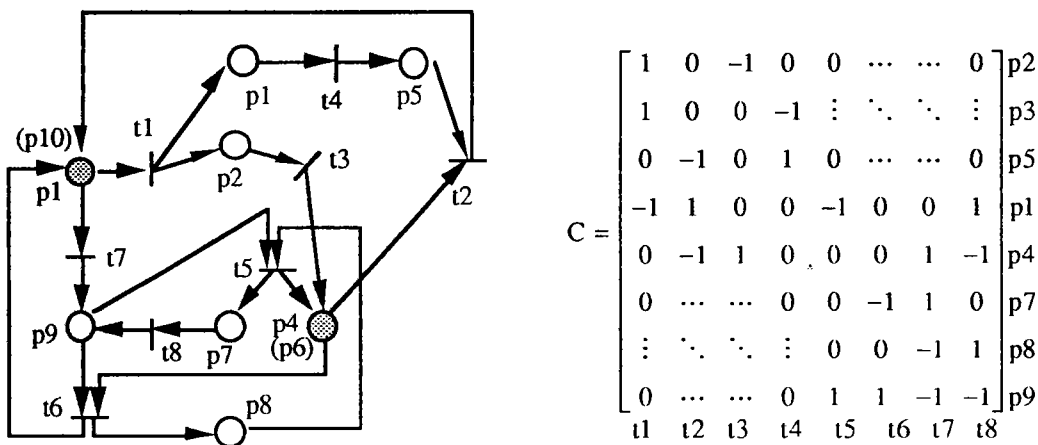 p1 t4 p5
(p10) t1
p1 p2 t3 t2
t7 t5
p9 t8 p7 p4
(p6)
t6 p8
C =
1 0 −1 0 0 ⋯ ⋯ 0 p2
1 0 0 −1 ⋮ ⋱ ⋱ ⋮ p3
0 −1 0 1 0 ⋯ ⋯ 0 p5
−1 1 0 0 −1 0 0 1 p1
0 −1 1 0 0 0 1 −1 p4
0 ⋯ ⋯ 0 0 −1 1 0 p7
⋮ ⋱ ⋱ ⋮ 0 0 −1 1 p8
0 ⋯ ⋯ 0 1 1 −1 −1 p9
t1 t2 t3 t4 t5 t6 t7 t8